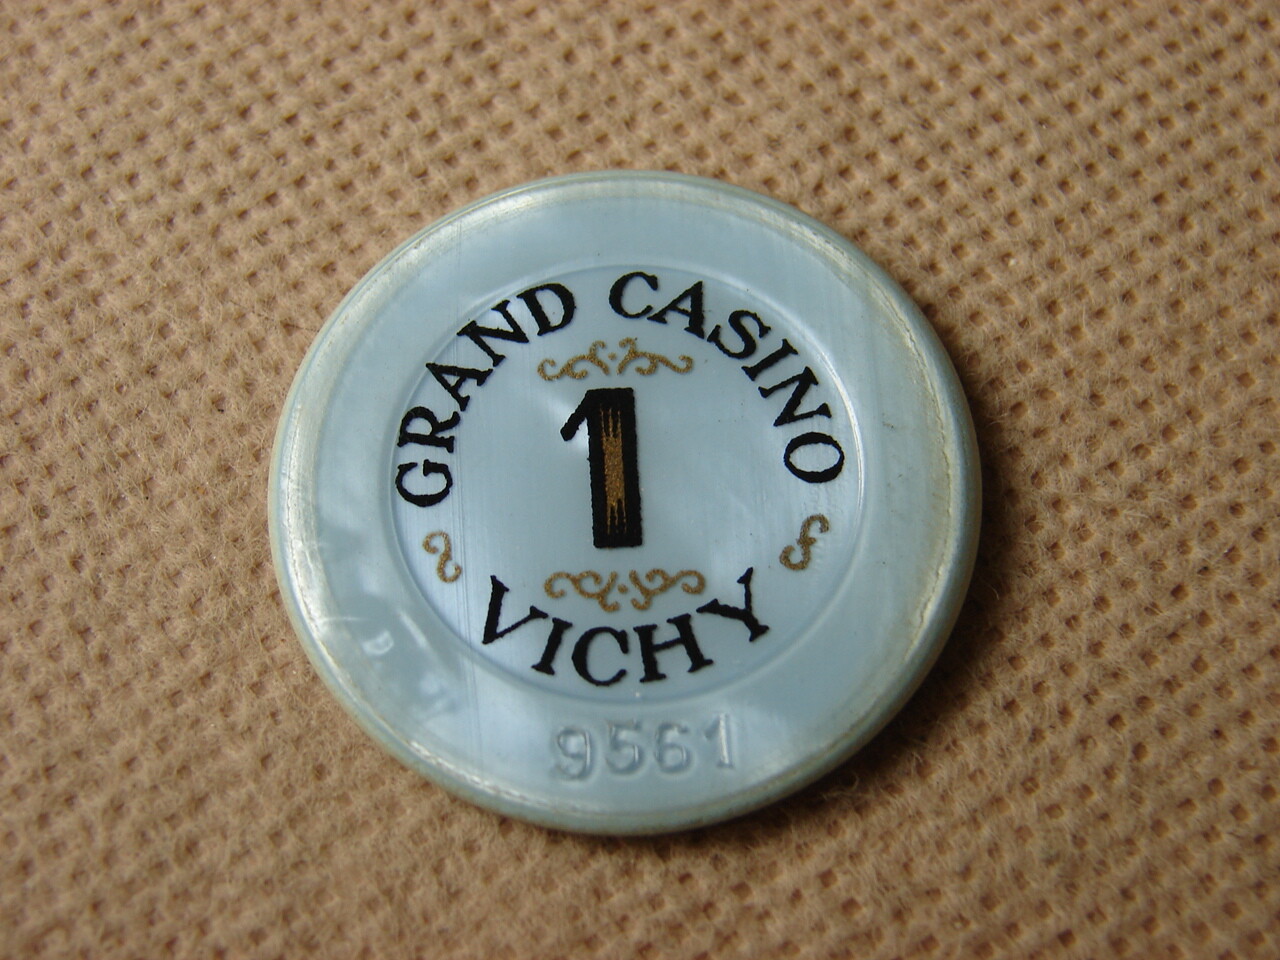 GRAND CASINO
1
VICHY
9561